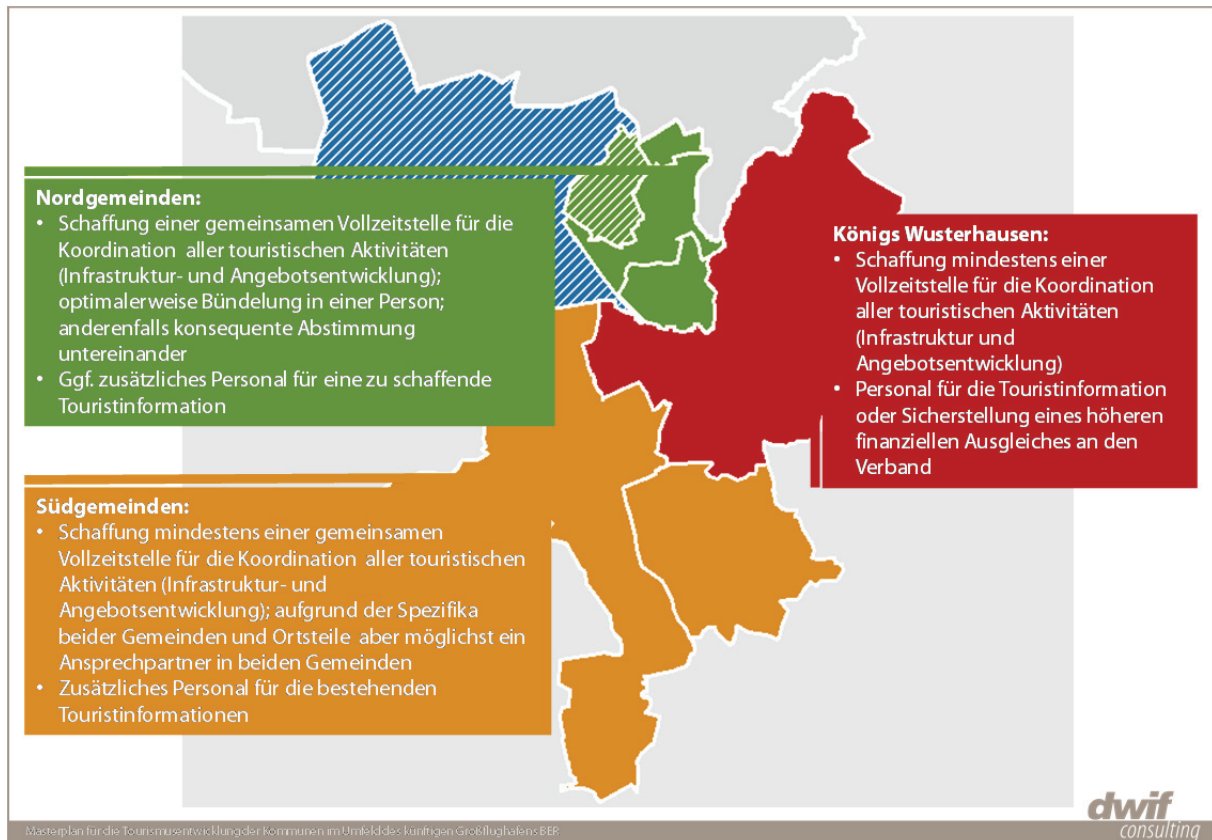 Nordgemeinden:
• Schaffung einer gemeinsamen Vollzeitstelle für die
Koordination aller touristischen Aktivitäten
(Infrastruktur- und Angebotsentwicklung);
optimalerweise Bündelung in einer Person;
anderenfalls konsequente Abstimmung
untereinander
• Ggf. zusätzliches Personal für eine zu schaffende
Touristinformation
Königs Wusterhausen:
• Schaffung mindestens einer
Vollzeitstelle für die Koordination
aller touristischen Aktivitäten
(Infrastruktur und
Angebotsentwicklung)
• Personal für die Touristinformation
oder Sicherstellung eines höheren
finanziellen Ausgleiches an den
Verband
Südgemeinden:
• Schaffung mindestens einer gemeinsamen
Vollzeitstelle für die Koordination aller touristischen
Aktivitäten (Infrastruktur- und
Angebotsentwicklung); aufgrund der Spezifika
beider Gemeinden und Ortsteile aber möglichst ein
Ansprechpartner in beiden Gemeinden
• Zusätzliches Personal für die bestehenden
Touristinformationen
dwif
consulting
Masterplan für die Tourismusentwicklung der Kommunen im Umfeld des künftigen Großflughafens BER